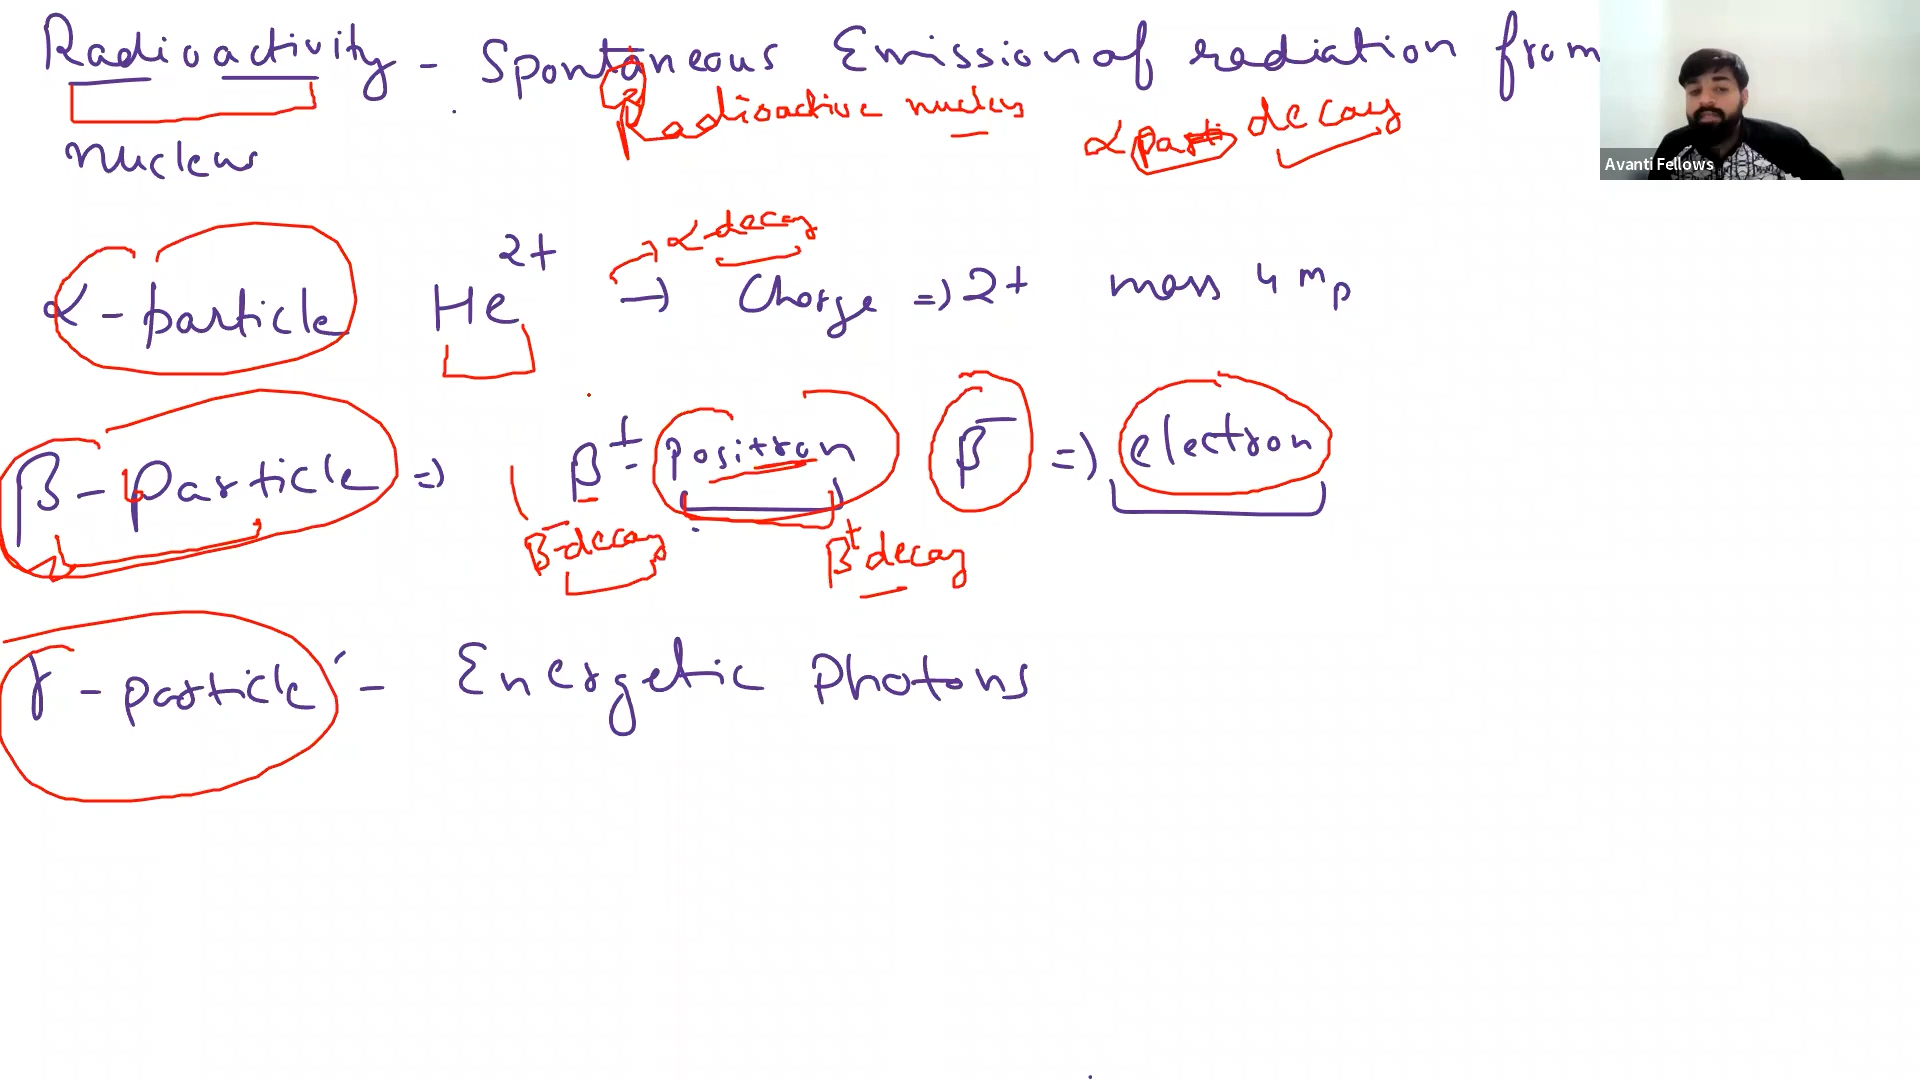 Radioactivity - Spontaneous Emission of radiation from
Radioactive nucleus
α decay
nucleus
Avanti Fellows
α-decay
α-particle He 2+ → Charge => 2+ mass 4 mp
β-Particle => β+ = positron β- => electron
β-decay β+ decay
γ-particle - Energetic Photons